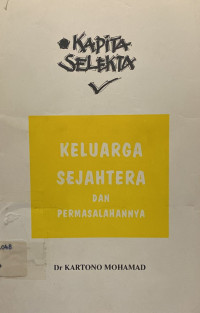 KAPITA
SELEKTA
KELUARGA
SEJAHTERA
DAN
PERMASALAHANNYA
Dr KARTONO MOHAMAD